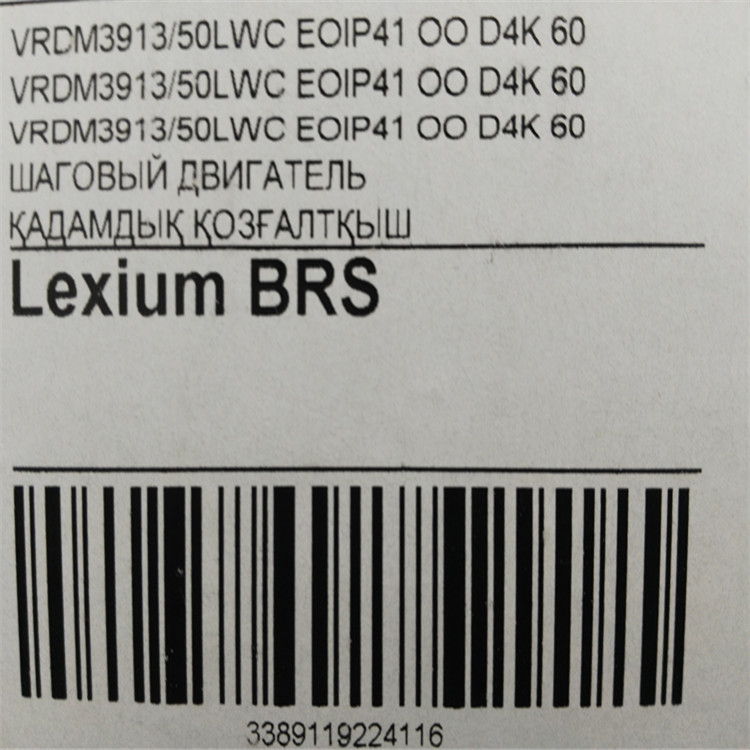 VRDM3913/50LWC EOIP41 OO D4K 60
VRDM3913/50LWC EOIP41 OO D4K 60
VRDM3913/50LWC EOIP41 OO D4K 60
ШАГОВЫЙ ДВИГАТЕЛЬ
ҚАДАМДЫҚ ҚОЗҒАЛТҚЫШ
Lexium BRS
3389119224116